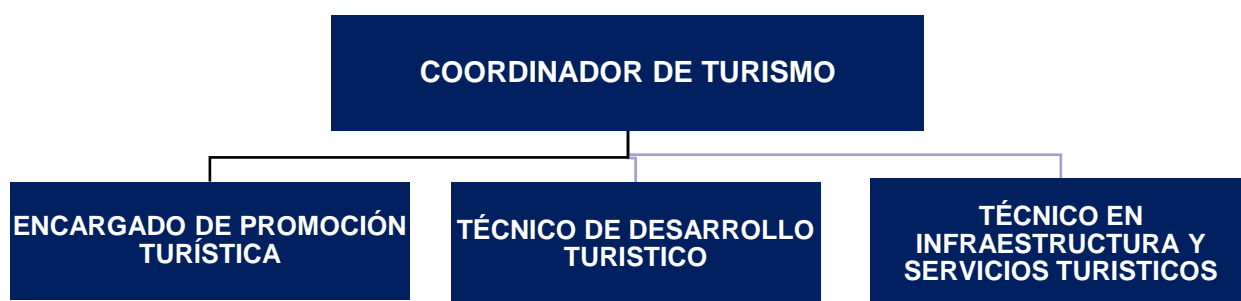 COORDINADOR DE TURISMO
ENCARGADO DE PROMOCIÓN
TURÍSTICA
TÉCNICO DE DESARROLLO
TURISTICO
TÉCNICO EN
INFRAESTRUCTURA Y
SERVICIOS TURISTICOS